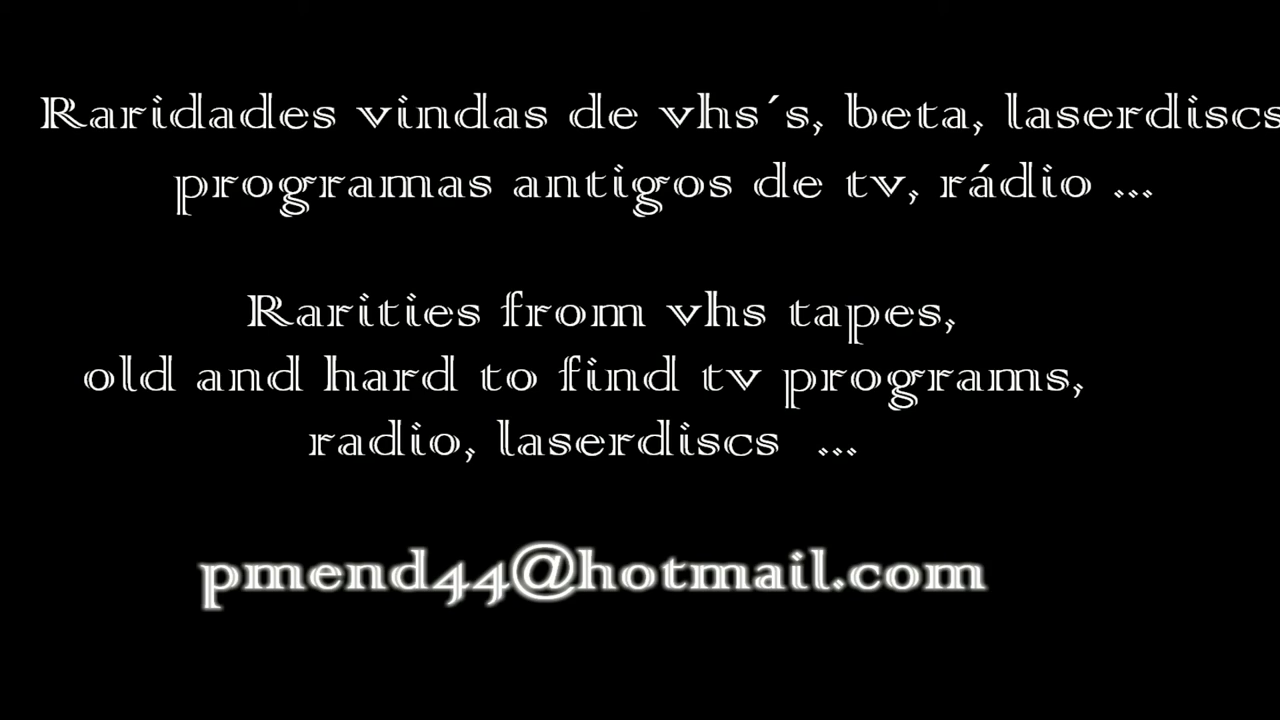 Raridades vindas de vhs´s, beta, laserdiscs
programas antigos de tv, rádio ...
Rarities from vhs tapes,
old and hard to find tv programs,
radio, laserdiscs ...
pmend44@hotmail.com